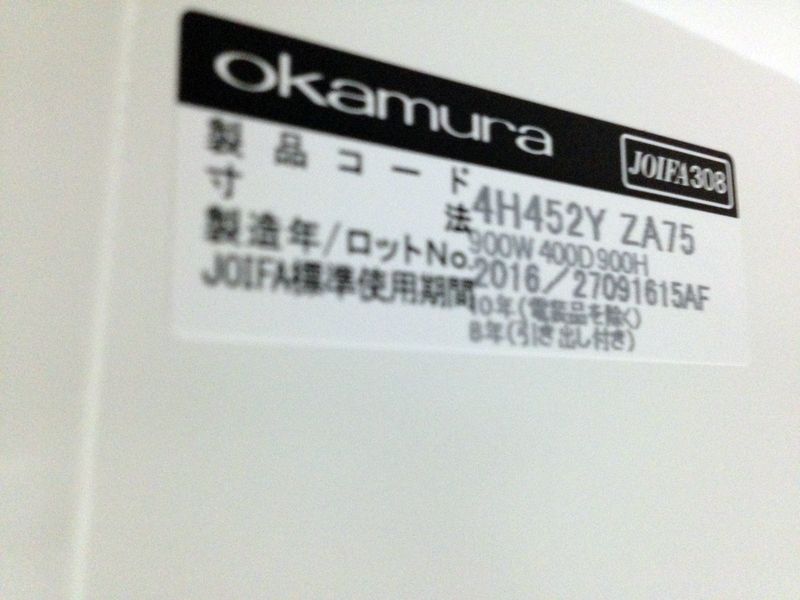 okamura
JOIFA308
製品コード 4H452Y ZA75
寸法 900W 400D 900H
製造年/ロットNo. 2016/27091615AF
JOIFA標準使用期間 10年(電装品を除く)
8年(引き出し付き)